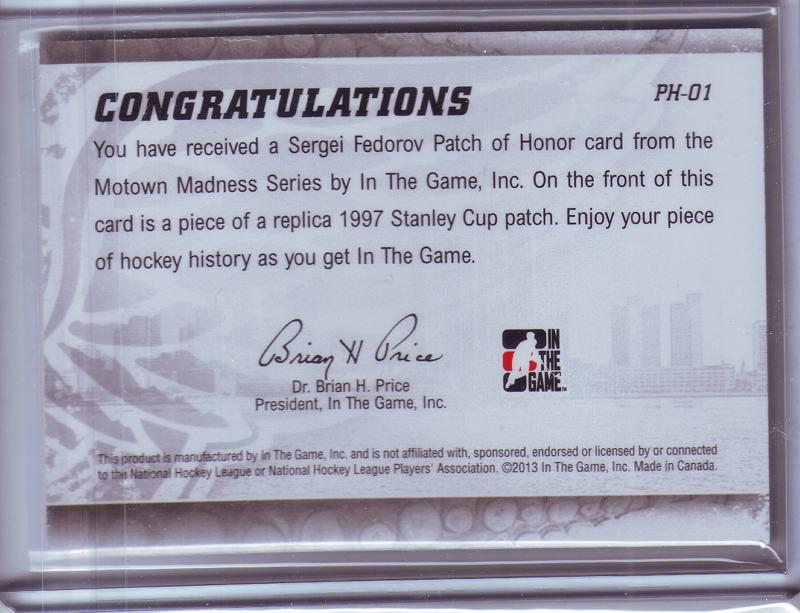 CONGRATULATIONS
PH-01
You have received a Sergei Fedorov Patch of Honor card from the
Motown Madness Series by In The Game, Inc. On the front of this
card is a piece of a replica 1997 Stanley Cup patch. Enjoy your piece
of hockey history as you get In The Game.
Brian H Price
Dr. Brian H. Price
President, In The Game, Inc.
IN
THE
GAME™
This product is manufactured by In The Game, Inc. and is not affiliated with, sponsored, endorsed or licensed by or connected
to the National Hockey League or National Hockey League Players' Association. ©2013 In The Game, Inc. Made in Canada.